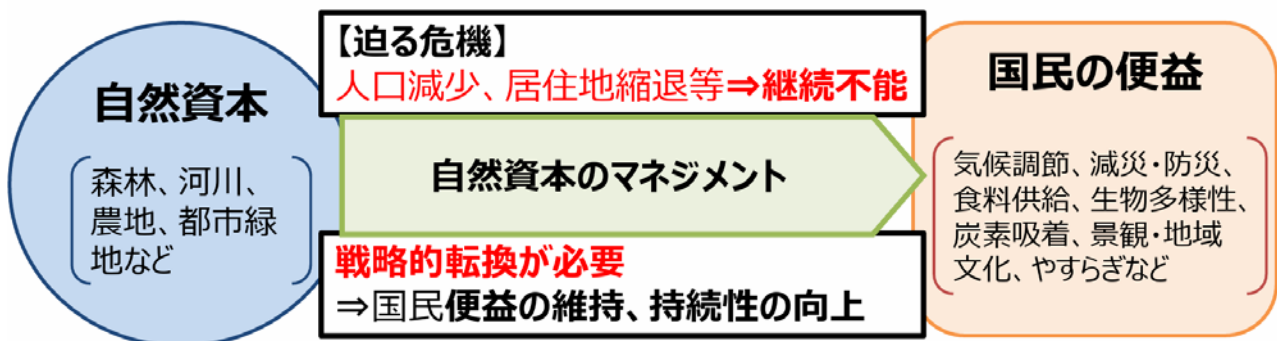 自然資本
森林、河川、
農地、都市緑
地など
【迫る危機】
人口減少、居住地縮退等⇒継続不能
自然資本のマネジメント
戦略的転換が必要
⇒国民便益の維持、持続性の向上
国民の便益
気候調節、減災・防災、
食料供給、生物多様性、
炭素吸着、景観・地域
文化、やすらぎなど